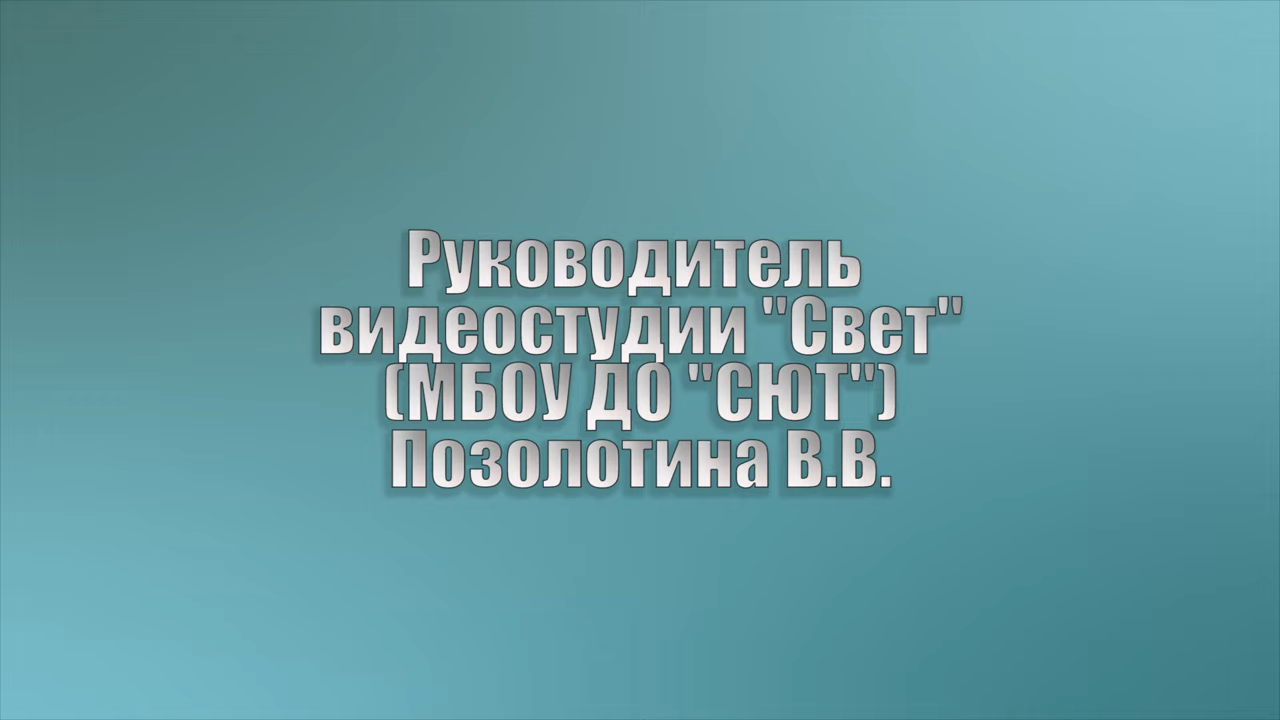 Руководитель
видеостудии "Свет"
(МБОУ ДО "СЮТ")
Позолотина В.В.